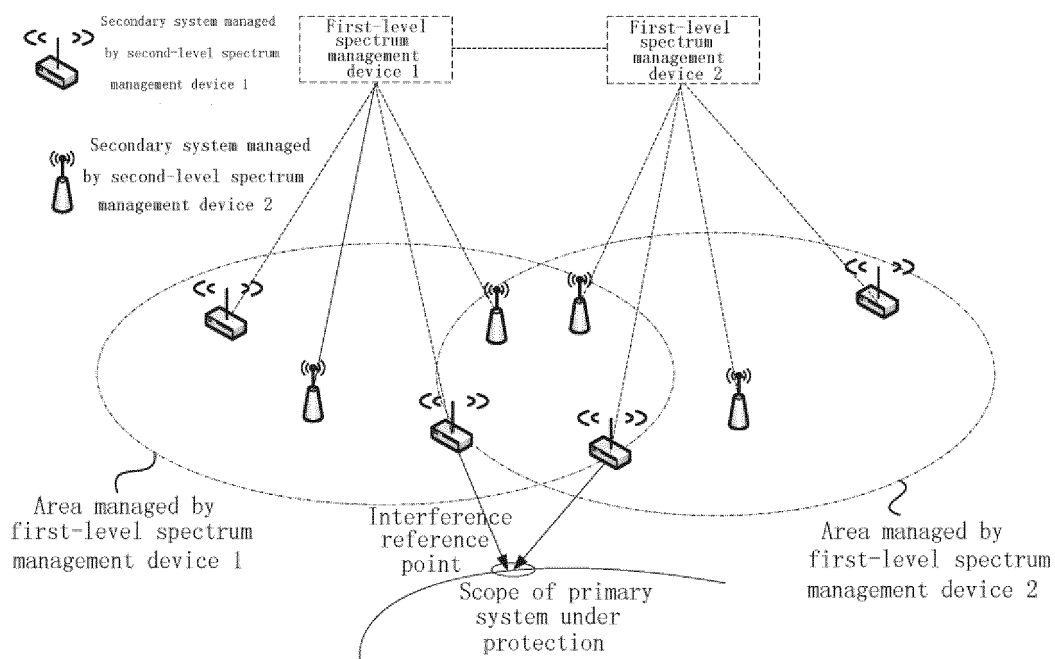 Secondary system managed
by second-level spectrum
management device 1
Secondary system managed
by second-level spectrum
management device 2
First-level
spectrum
management
device 1
First-level
spectrum
management
device 2
Area managed by
first-level spectrum
management device 1
Interference
reference
point
Scope of primary
system under
protection
Area managed by
first-level spectrum
management device 2